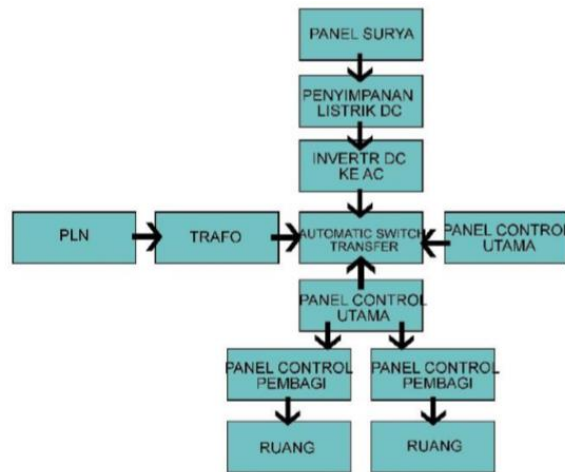 PANEL SURYA
PENYIMPANAN
LISTRIK DC
INVERTR DC
KE AC
PLN
TRAFO
AUTOMATIC SWITCH
TRANSFER
PANEL CONTROL
UTAMA
PANEL CONTROL
UTAMA
PANEL CONTROL
PEMBAGI
PANEL CONTROL
PEMBAGI
RUANG
RUANG